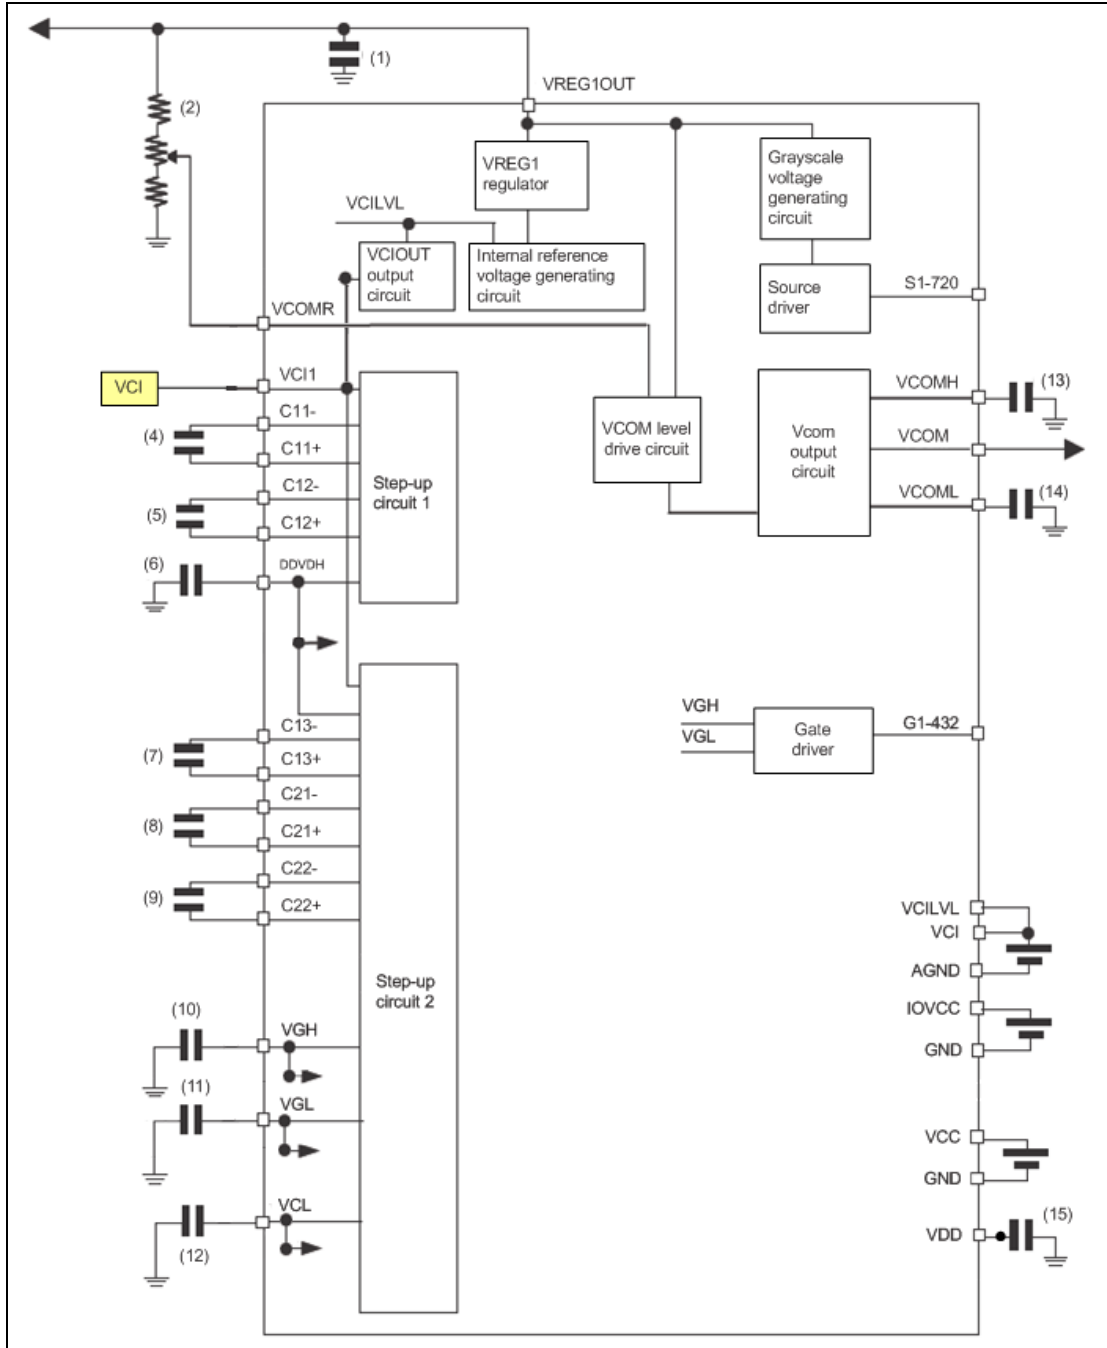 (1)
VREG1OUT
(2)
VREG1
regulator
Grayscale
voltage
generating
circuit
VCILVL
VCIOUT
output
circuit
Internal reference
voltage generating
circuit
Source
driver
S1-720
VCOMR
VCI
VCI1
C11-
(4)
C11+
C12-
(5)
C12+
(6)
DDVDH
Step-up
circuit 1
VCOM level
drive circuit
Vcom
output
circuit
VCOMH
(13)
VCOM
VCOML
(14)
C13-
(7)
C13+
C21-
(8)
C21+
C22-
(9)
C22+
VGH
VGL
Gate
driver
G1-432
Step-up
circuit 2
(10)
VGH
(11)
VGL
VCL
(12)
VCILVL
VCI
AGND
IOVCC
GND
VCC
GND
VDD
(15)